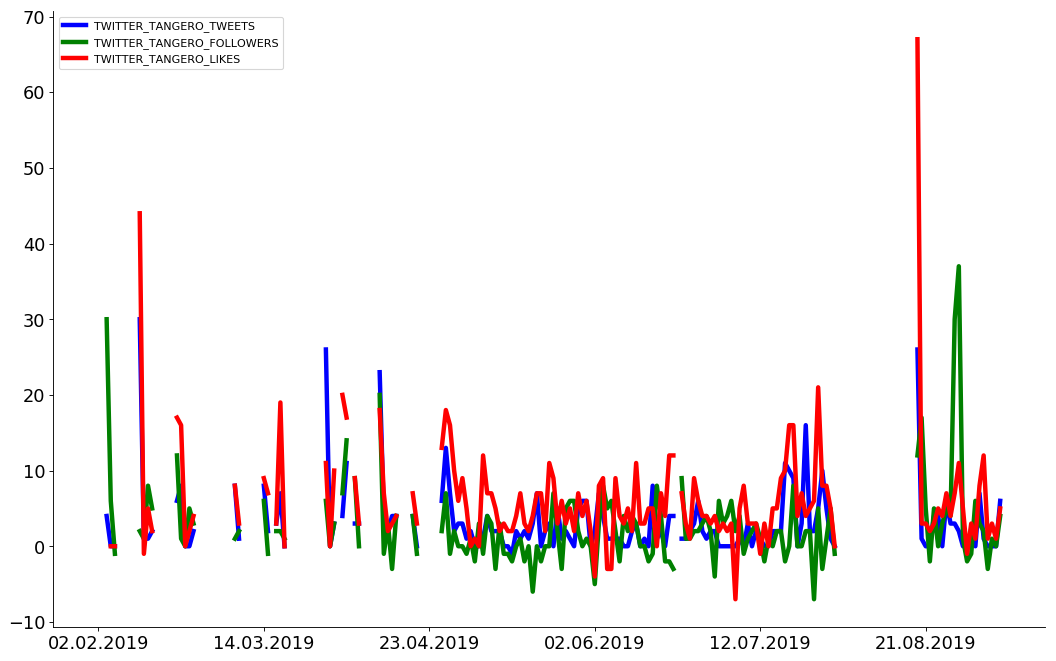 TWITTER_TANGERO_TWEETS
TWITTER_TANGERO_FOLLOWERS
TWITTER_TANGERO_LIKES
70
60
50
40
30
20
10
0
−10
02.02.2019 14.03.2019 23.04.2019 02.06.2019 12.07.2019 21.08.2019